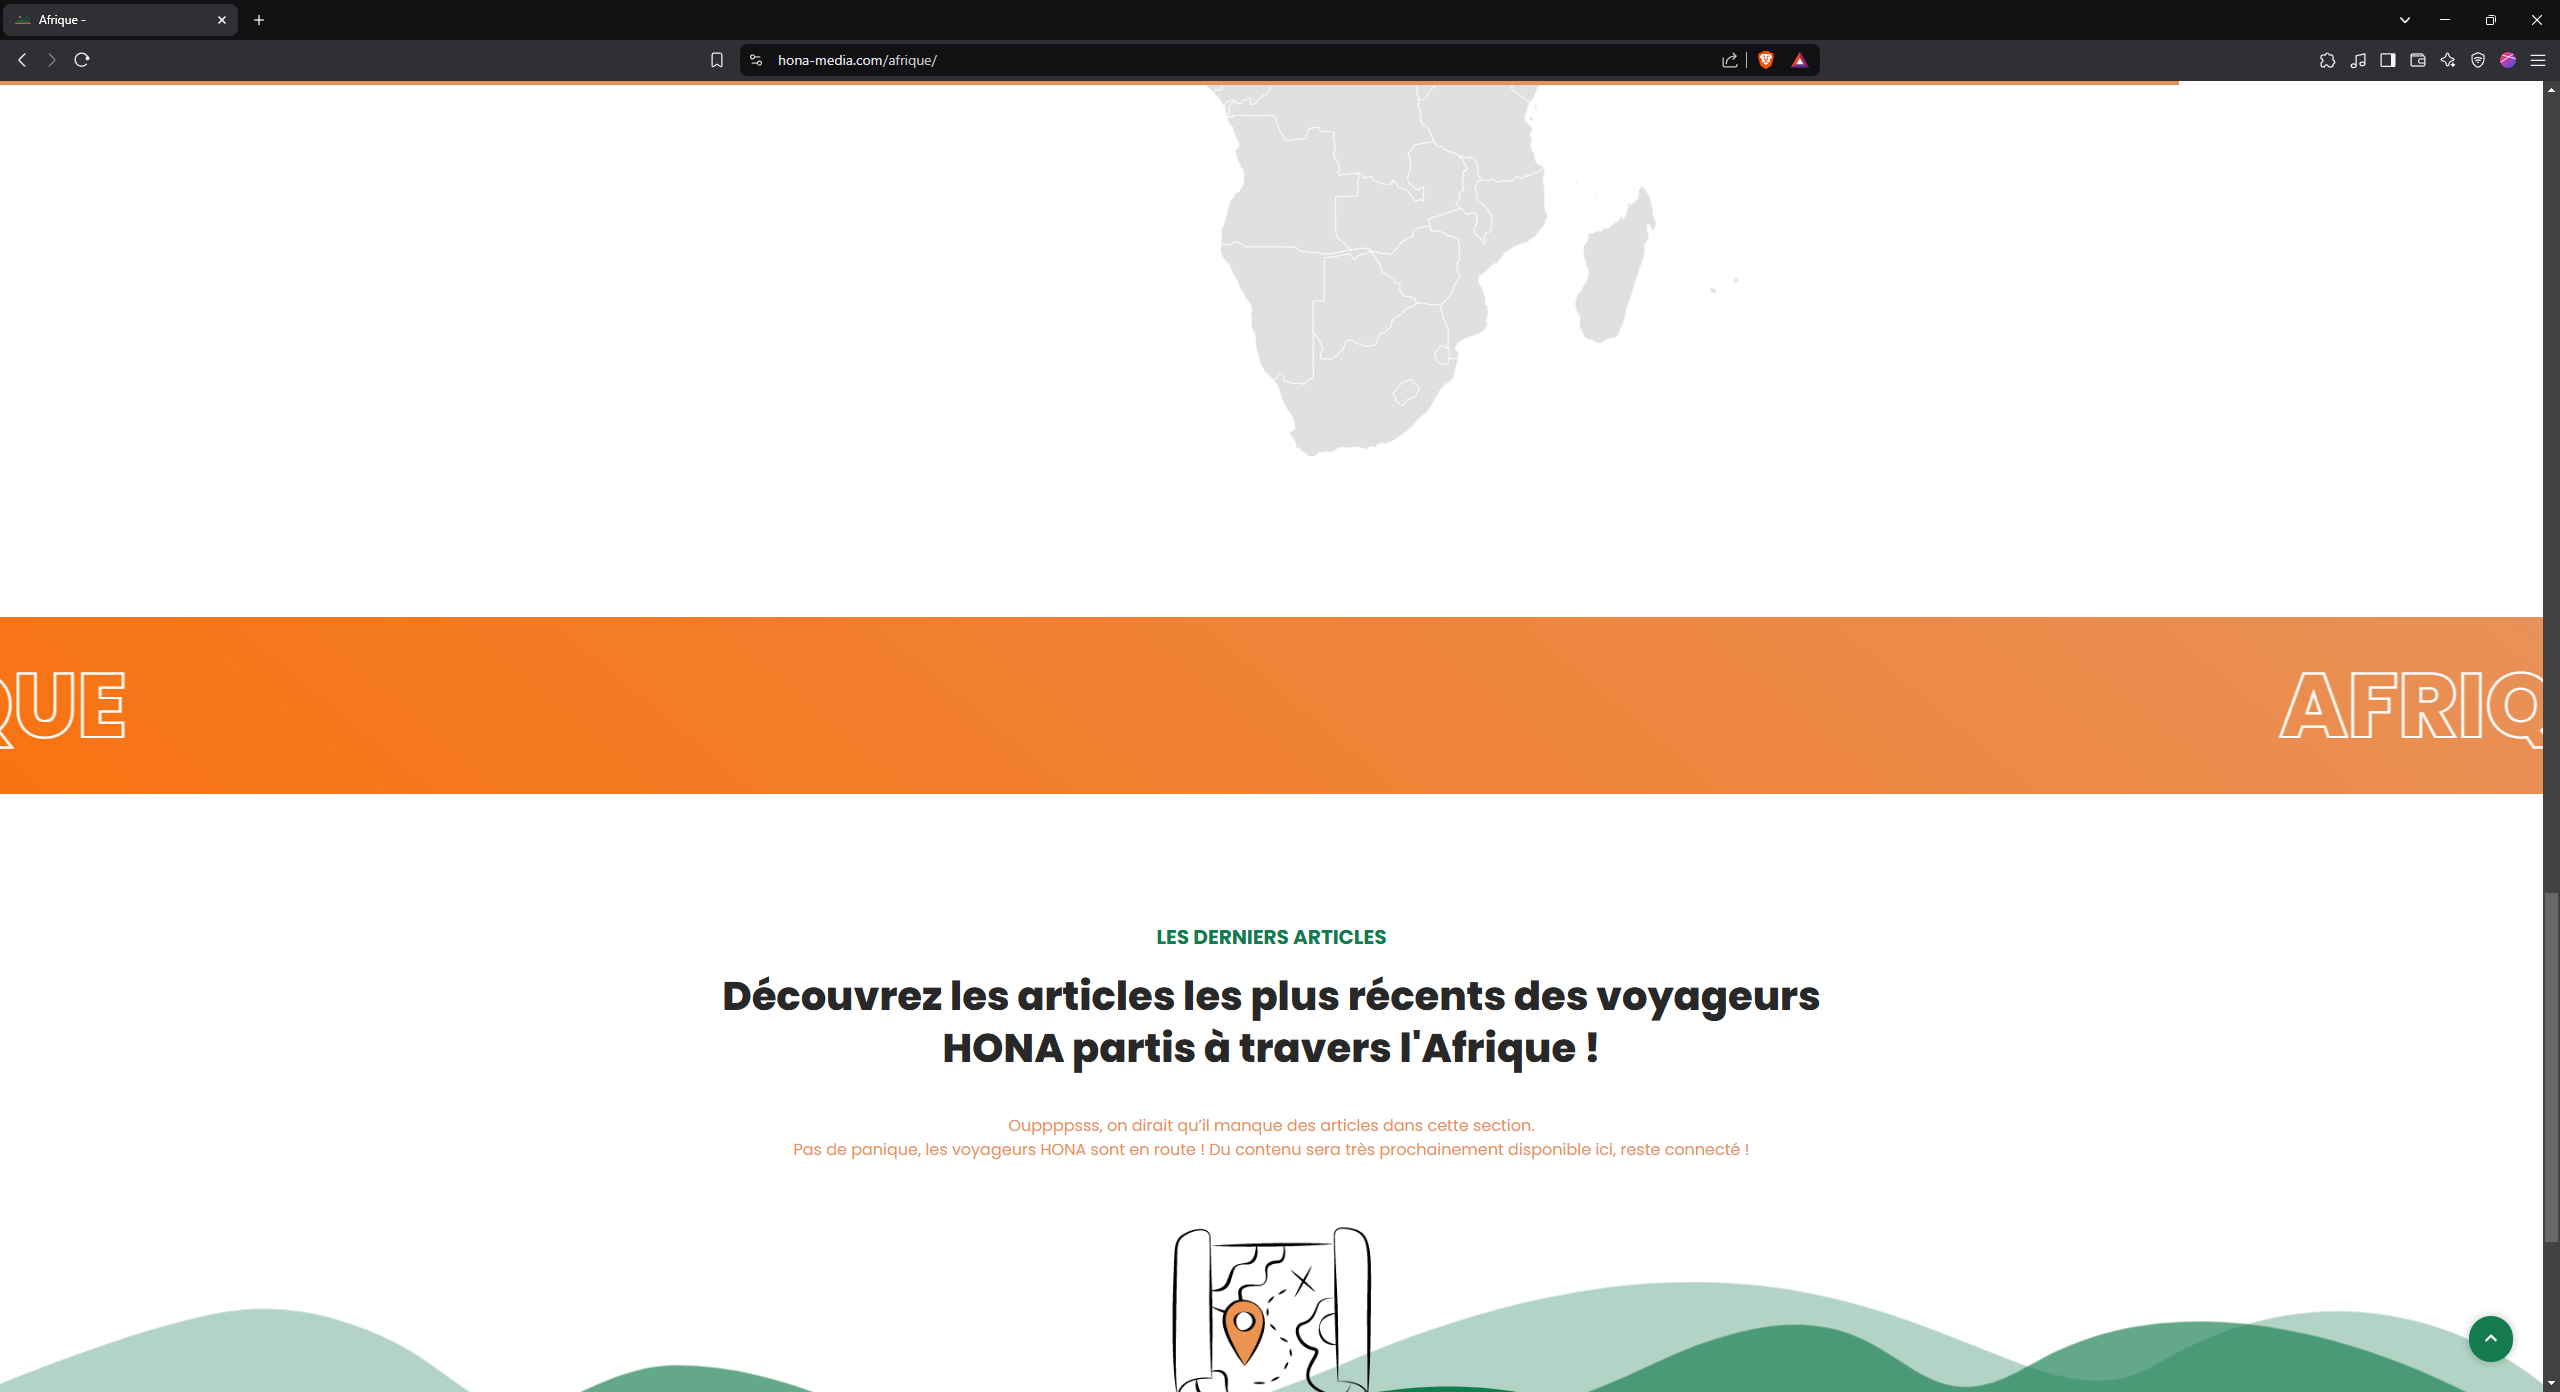 Afrique -
hona-media.com/afrique/
QUE
AFRIQ
LES DERNIERS ARTICLES
Découvrez les articles les plus récents des voyageurs
HONA partis à travers l'Afrique !
Ouppppsss, on dirait qu’il manque des articles dans cette section.
Pas de panique, les voyageurs HONA sont en route ! Du contenu sera très prochainement disponible ici, reste connecté !